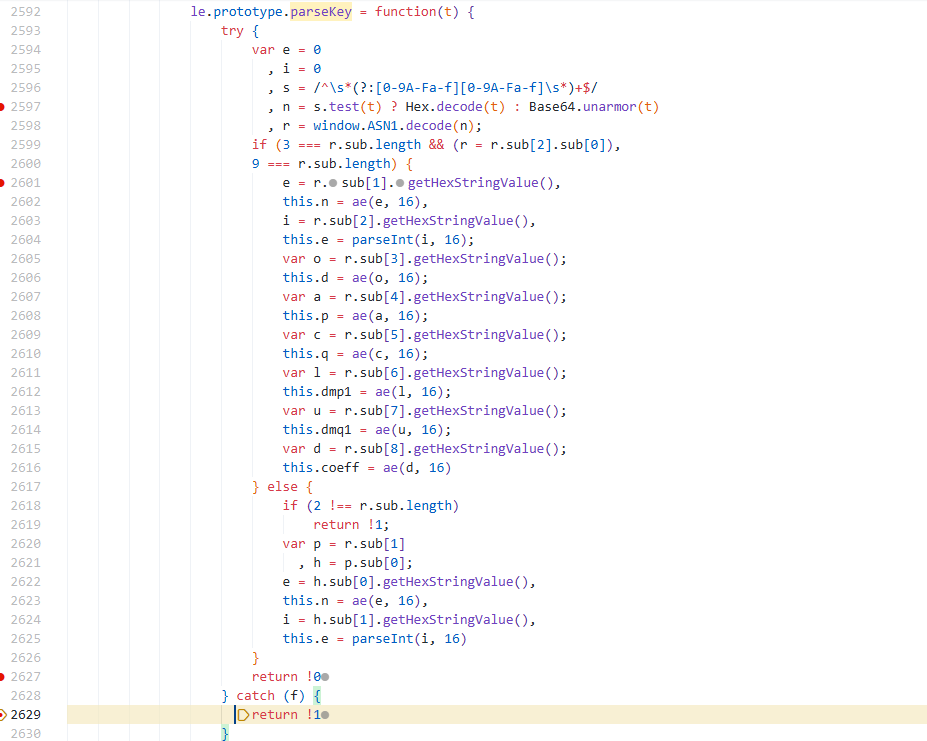 2592 le.prototype.parseKey = function(t) {
2593 try {
2594 var e = 0
2595 , i = 0
2596 , s = /^\s*(?:[0-9A-Fa-f][0-9A-Fa-f]\s*)+$/
2597 , n = s.test(t) ? Hex.decode(t) : Base64.unarmor(t)
2598 , r = window.ASN1.decode(n);
2599 if (3 === r.sub.length && (r = r.sub[2].sub[0]),
2600 9 === r.sub.length) {
2601 e = r.sub[1].getHexStringValue(),
2602 this.n = ae(e, 16),
2603 i = r.sub[2].getHexStringValue(),
2604 this.e = parseInt(i, 16);
2605 var o = r.sub[3].getHexStringValue();
2606 this.d = ae(o, 16);
2607 var a = r.sub[4].getHexStringValue();
2608 this.p = ae(a, 16);
2609 var c = r.sub[5].getHexStringValue();
2610 this.q = ae(c, 16);
2611 var l = r.sub[6].getHexStringValue();
2612 this.dmp1 = ae(l, 16);
2613 var u = r.sub[7].getHexStringValue();
2614 this.dmq1 = ae(u, 16);
2615 var d = r.sub[8].getHexStringValue();
2616 this.coeff = ae(d, 16)
2617 } else {
2618 if (2 !== r.sub.length)
2619 return !1;
2620 var p = r.sub[1]
2621 , h = p.sub[0];
2622 e = h.sub[0].getHexStringValue(),
2623 this.n = ae(e, 16),
2624 i = h.sub[1].getHexStringValue(),
2625 this.e = parseInt(i, 16)
2626 }
2627 return !0
2628 } catch (f) {
2629 return !1
2630 }